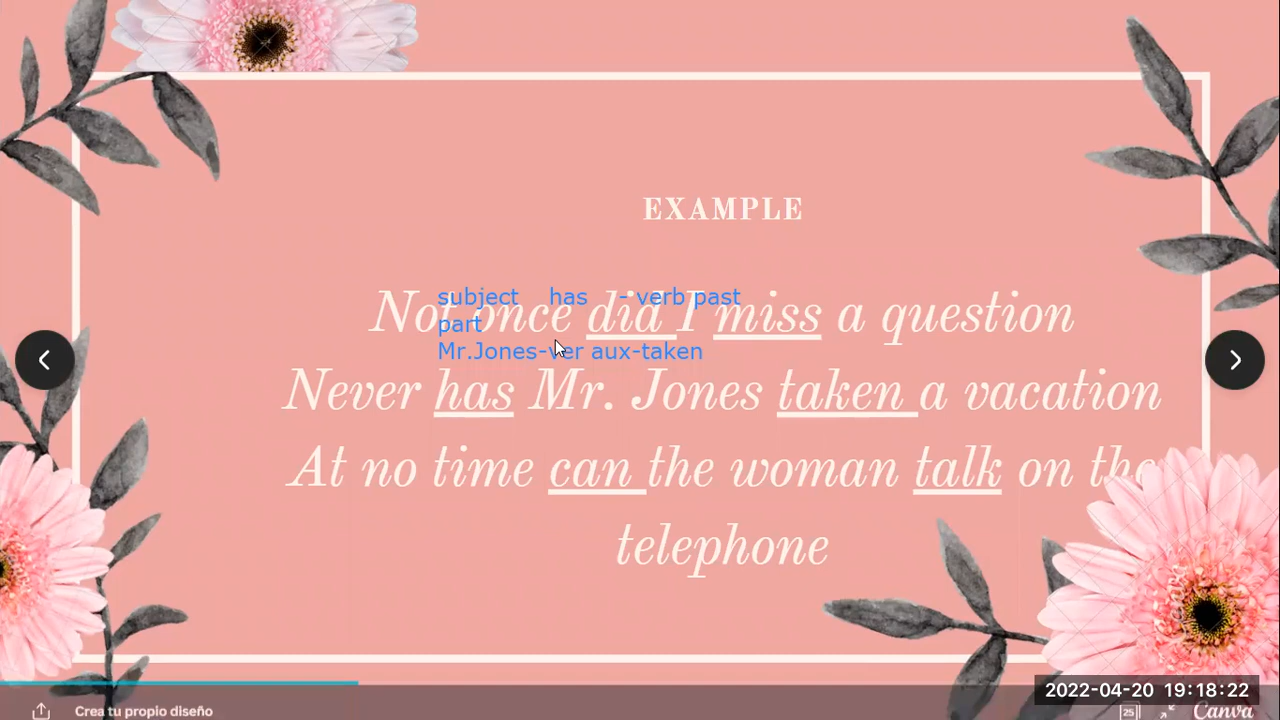 EXAMPLE
Not once did I miss a question
subject has - verb past
part
Mr.Jones-ver aux-taken
Never has Mr. Jones taken a vacation
At no time can the woman talk on the
telephone
2022-04-20 19:18:22
Crea tu propio diseño
25
Canva